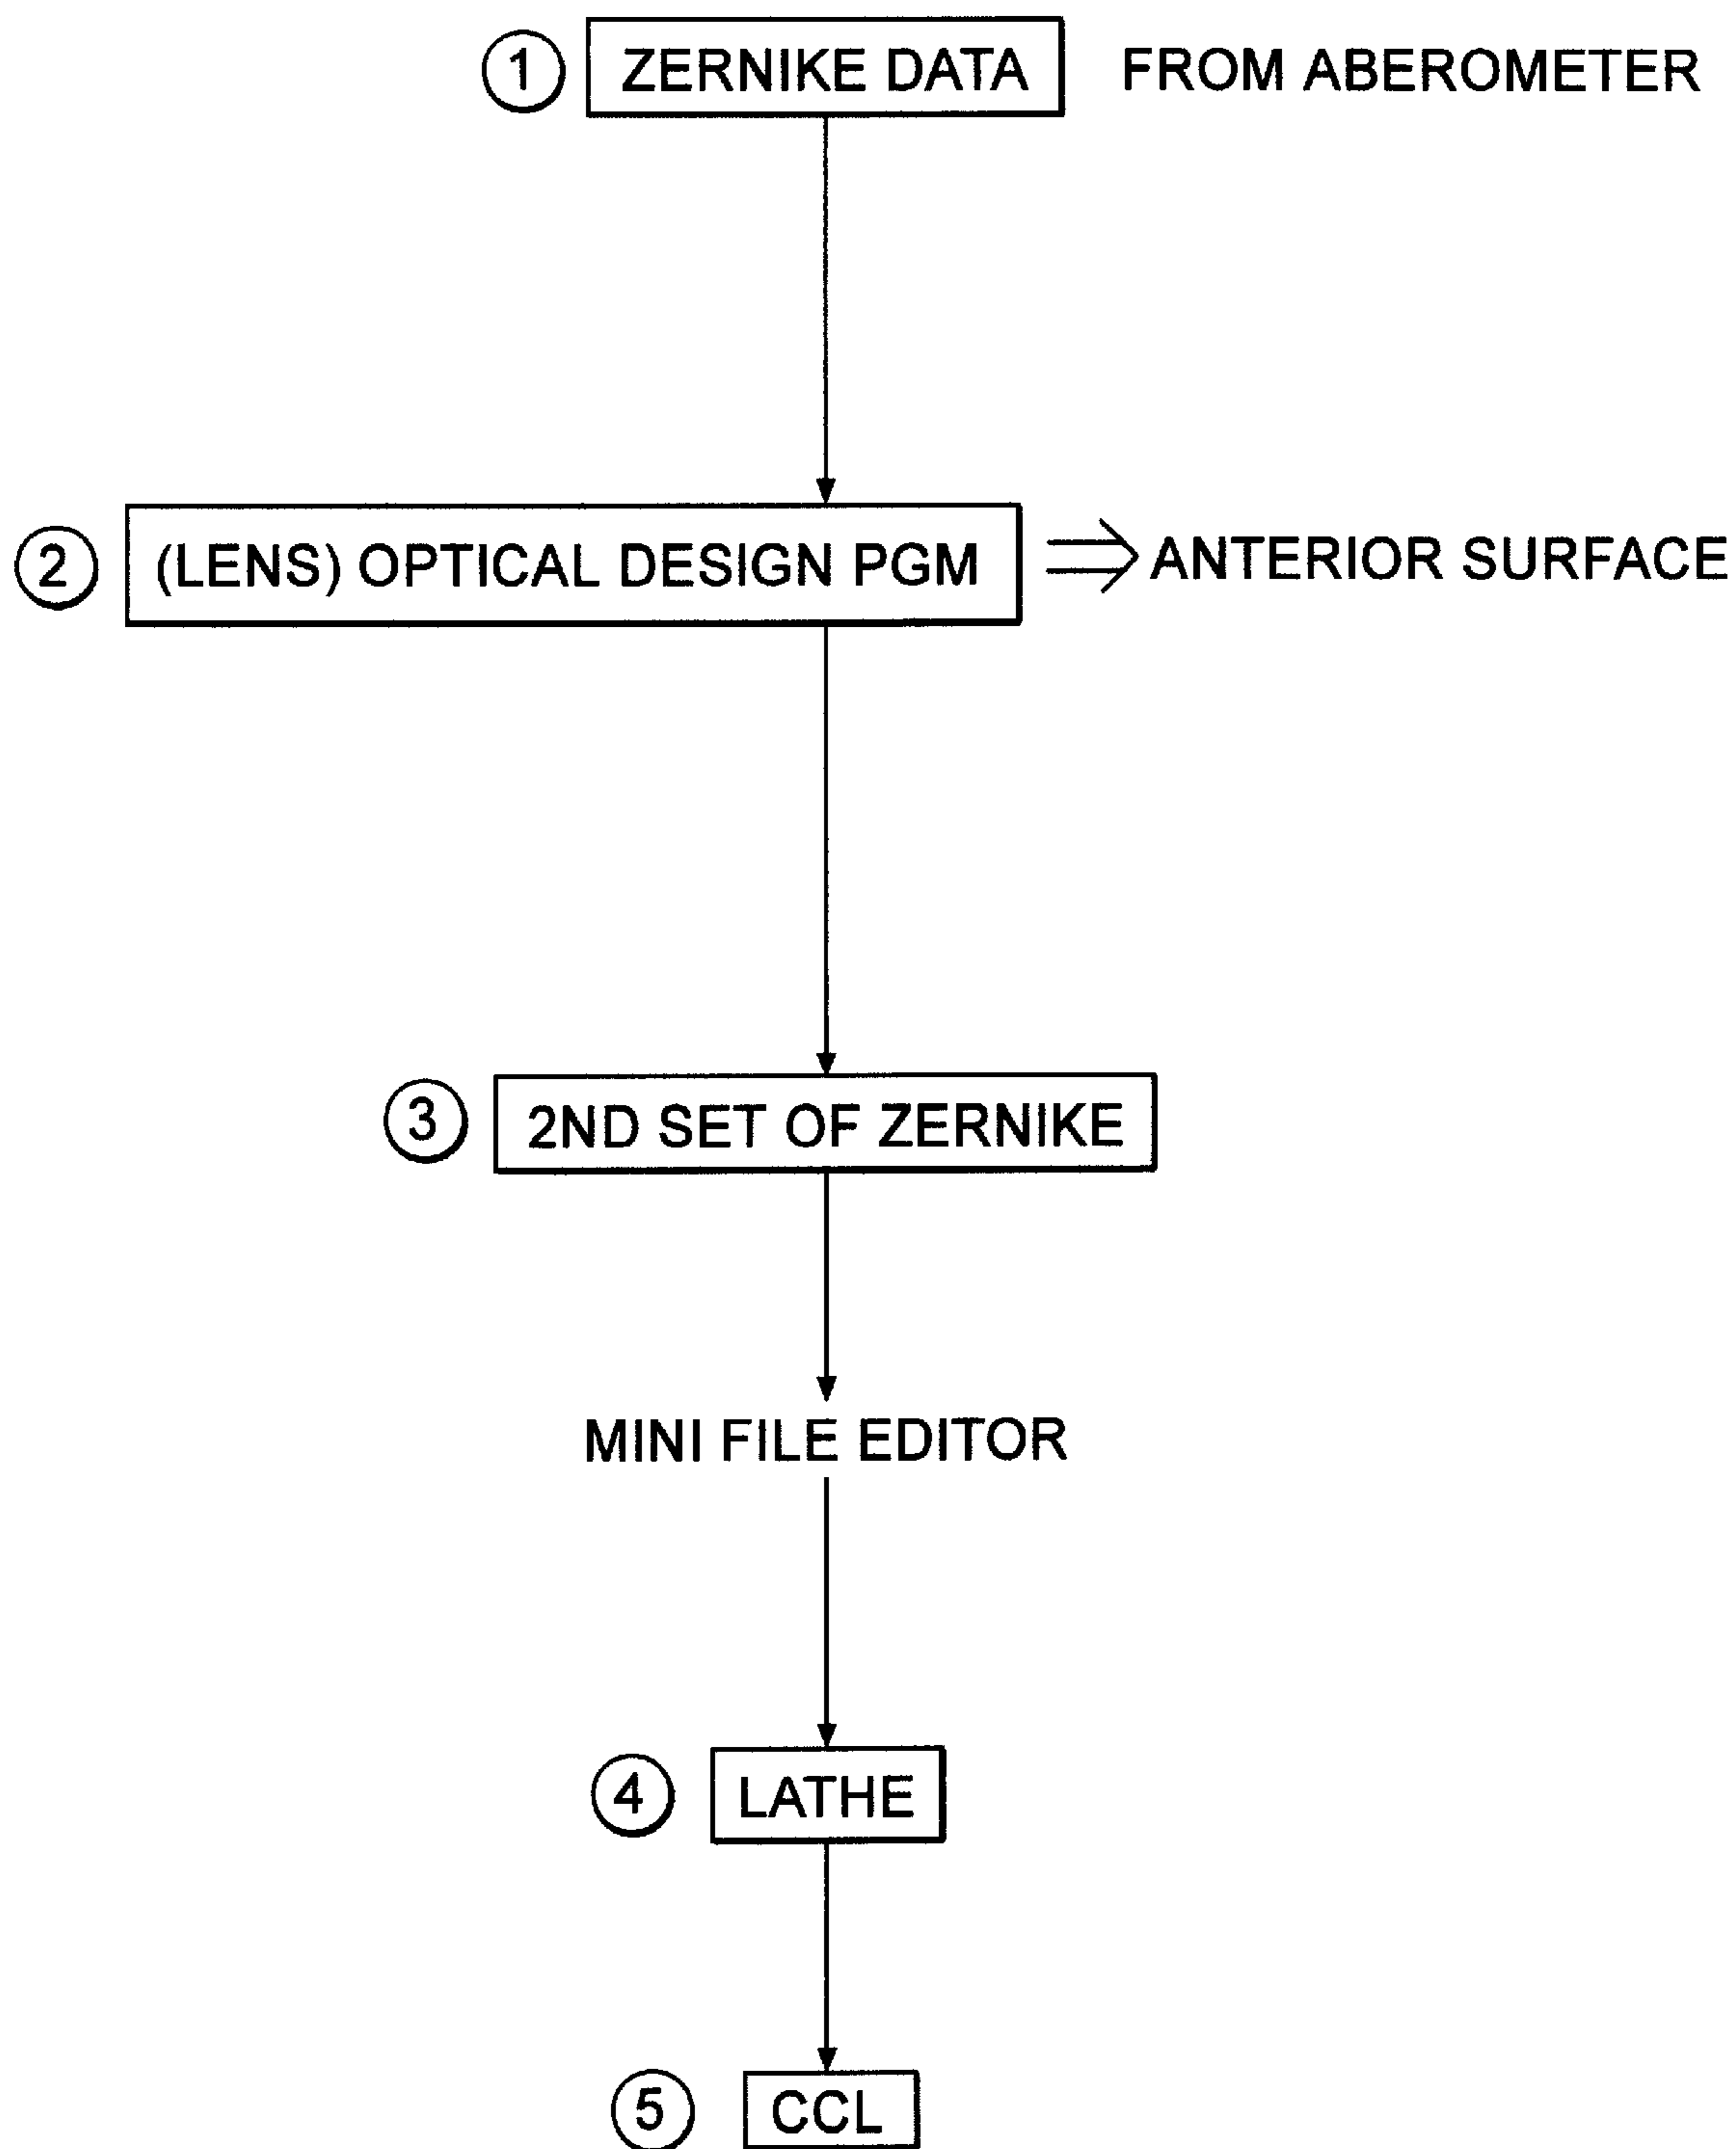 ① ZERNIKE DATA FROM ABEROMETER
② (LENS) OPTICAL DESIGN PGM ⇒ ANTERIOR SURFACE
③ 2ND SET OF ZERNIKE
MINI FILE EDITOR
④ LATHE
⑤ CCL